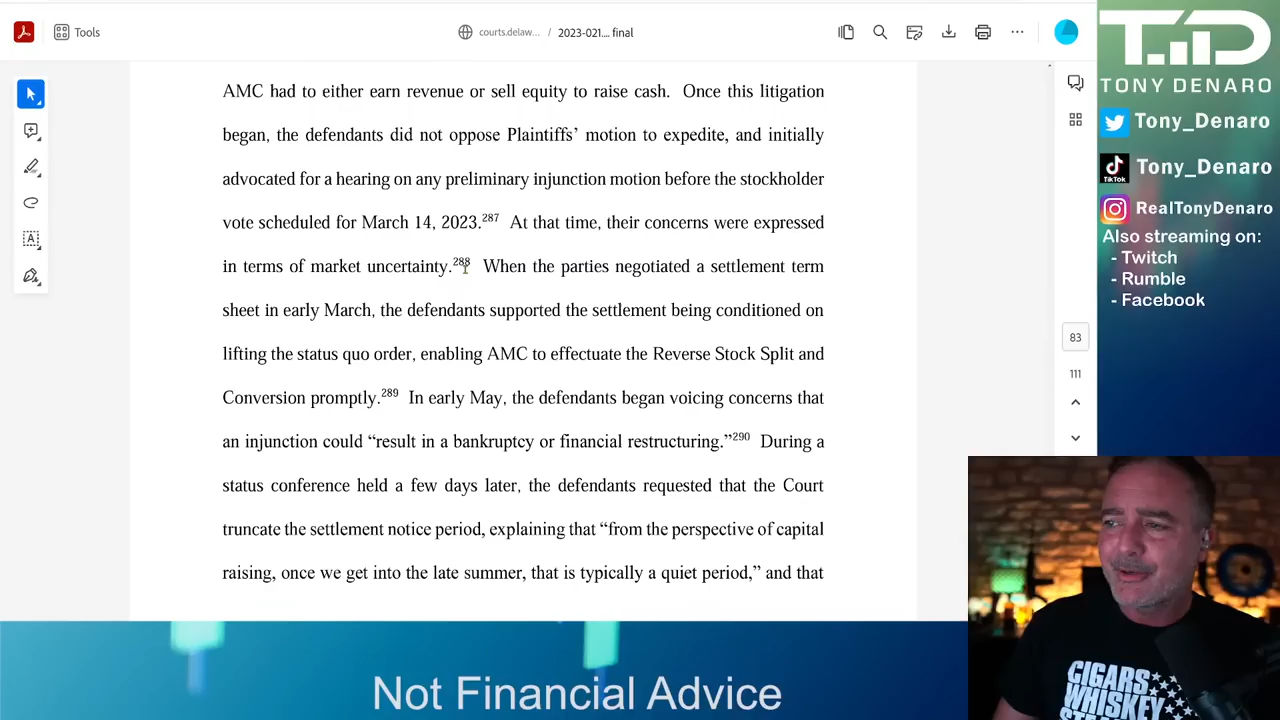 Tools
courts.delaw... / 2023-021.... final
AMC had to either earn revenue or sell equity to raise cash. Once this litigation
began, the defendants did not oppose Plaintiffs’ motion to expedite, and initially
advocated for a hearing on any preliminary injunction motion before the stockholder
vote scheduled for March 14, 2023.287 At that time, their concerns were expressed
in terms of market uncertainty.288 When the parties negotiated a settlement term
sheet in early March, the defendants supported the settlement being conditioned on
lifting the status quo order, enabling AMC to effectuate the Reverse Stock Split and
Conversion promptly.289 In early May, the defendants began voicing concerns that
an injunction could “result in a bankruptcy or financial restructuring.”290 During a
status conference held a few days later, the defendants requested that the Court
truncate the settlement notice period, explaining that “from the perspective of capital
raising, once we get into the late summer, that is typically a quiet period,” and that
83
111
TD
TONY DENARO
Tony_Denaro
TikTok
Tony_Denaro
RealTonyDenaro
Also streaming on:
- Twitch
- Rumble
- Facebook
CIGARS
WHISKEY
Not Financial Advice